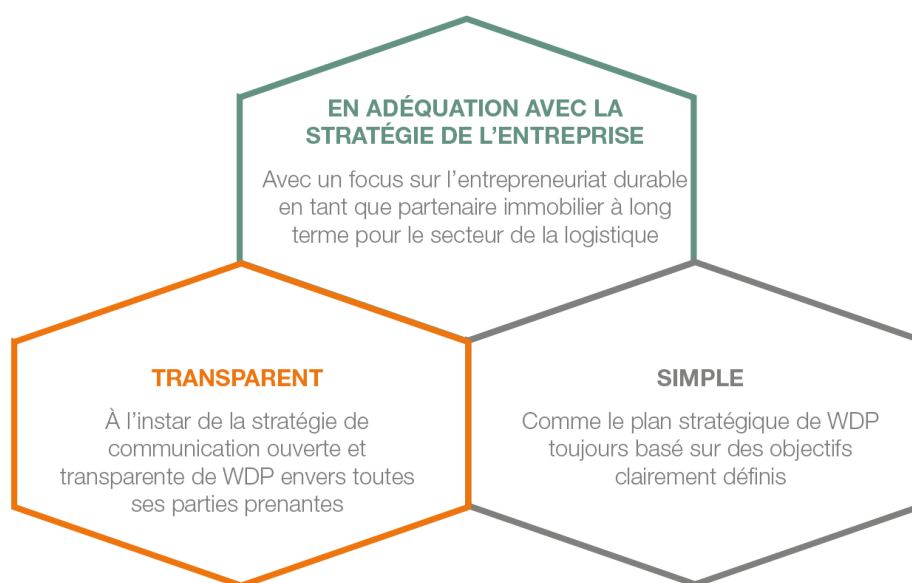 EN ADÉQUATION AVEC LA
STRATÉGIE DE L’ENTREPRISE
Avec un focus sur l’entrepreneuriat durable
en tant que partenaire immobilier à long
terme pour le secteur de la logistique
TRANSPARENT
À l’instar de la stratégie de
communication ouverte et
transparente de WDP envers toutes
ses parties prenantes
SIMPLE
Comme le plan stratégique de WDP
toujours basé sur des objectifs
clairement définis